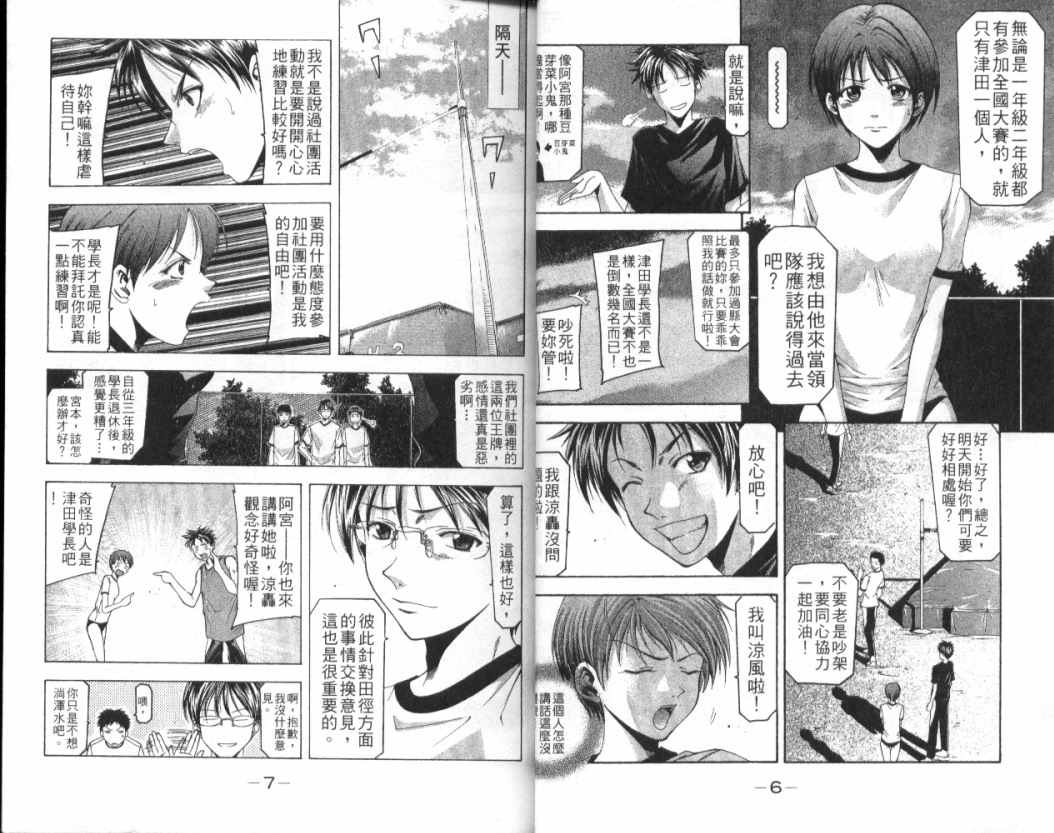 無論是一年級二年級都
有參加全國大賽的，就
只有津田一個人，
我想由他來當領
隊應該說得過去
吧？
就是說嘛，
像阿宮那種豆
芽菜小鬼，哪
豆芽菜
小鬼
最多只參加過縣大會
比賽的妳，只要乖乖
照我的話做就行啦！
津田學長還不是一
樣，全國大賽不也
是倒數幾名而已！
吵死啦！
要妳管！
好…好了，總之，
明天開始你們可要
好好相處喔？
不要老是吵架
，要同心協力
一起加油！
放心吧！
我跟涼轟沒問
題的啦！
我叫涼風啦！
這個人怎麼
講話這麼沒
—6—
隔天——
我不是說過社團活
動就是要開開心心
地練習比較好嗎？
妳幹嘛這樣虐
待自己！
要用什麼態度參
加社團活動是我
的自由吧！
學長才是呢！能
不能拜託你認真
一點練習啊！
我們社團裡的
這兩位王牌，
感情還真是惡
劣啊…
自從三年級的
學長退休後，
感覺更糟了…
宮本，該怎
麼辦才好？
算了，這樣也好，
彼此針對田徑方面
的事情交換意見，
這也是很重要的。
阿宮——你也來
講講她啦，涼轟
觀念好奇怪喔！
奇怪的人是
津田學長吧
！
啊，抱歉，
我沒什麼意
見。
喂，
你只是不想
淌渾水吧。
—7—